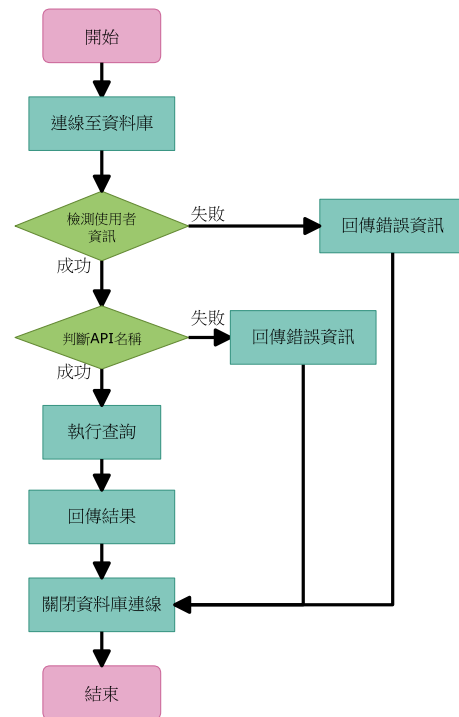 開始
連線至資料庫
檢測使用者
資訊
失敗
回傳錯誤資訊
成功
判斷API名稱
失敗
回傳錯誤資訊
成功
執行查詢
回傳結果
關閉資料庫連線
結束